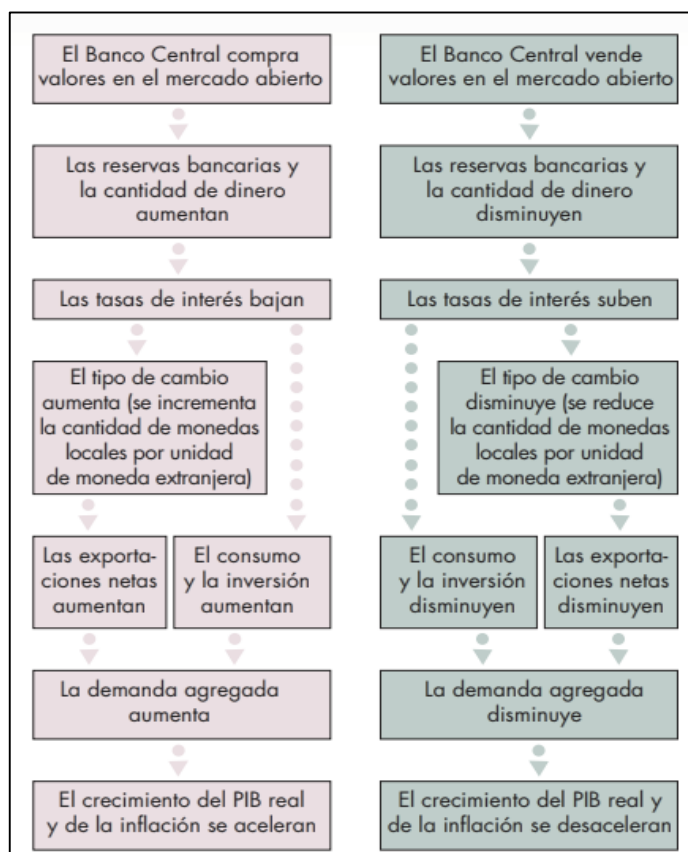 El Banco Central compra
valores en el mercado abierto
Las reservas bancarias y
la cantidad de dinero
aumentan
Las tasas de interés bajan
El tipo de cambio
aumenta (se incrementa
la cantidad de monedas
locales por unidad
de moneda extranjera)
Las exporta-
ciones netas
aumentan
El consumo
y la inversión
aumentan
La demanda agregada
aumenta
El crecimiento del PIB real
y de la inflación se aceleran
El Banco Central vende
valores en el mercado abierto
Las reservas bancarias y
la cantidad de dinero
disminuyen
Las tasas de interés suben
El tipo de cambio
disminuye (se reduce
la cantidad de monedas
locales por unidad
de moneda extranjera)
El consumo
y la inversión
disminuyen
Las exporta-
ciones netas
disminuyen
La demanda agregada
disminuye
El crecimiento del PIB real y
de la inflación se desaceleran